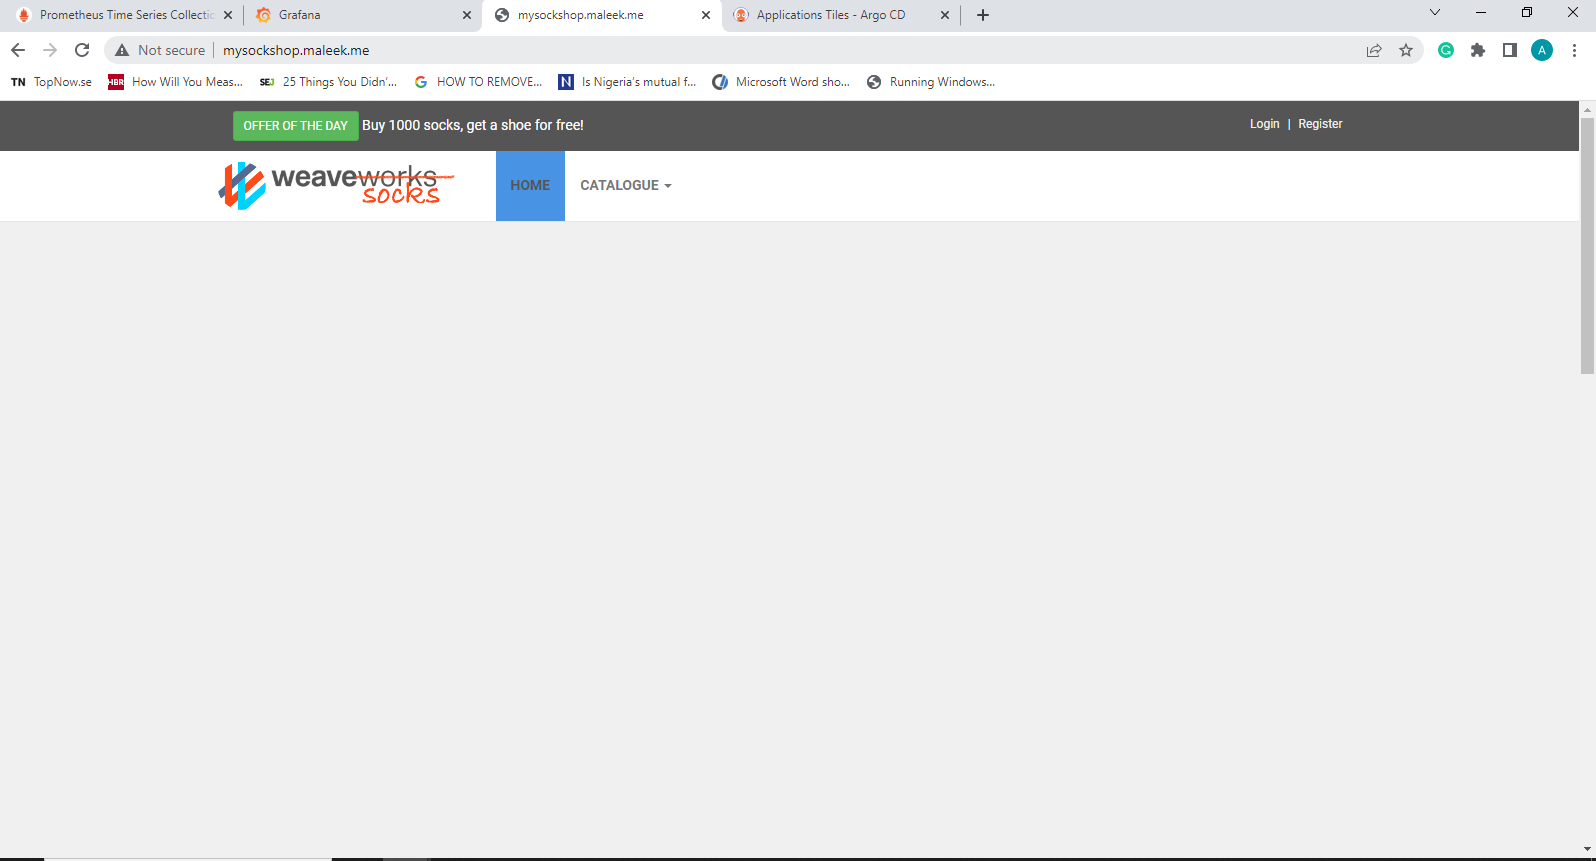 Prometheus Time Series Collectio
Grafana
mysockshop.maleek.me
Applications Tiles - Argo CD
Not secure
mysockshop.maleek.me
A
TN TopNow.se
HBR How Will You Meas...
SEJ 25 Things You Didn'...
G HOW TO REMOVE...
N Is Nigeria's mutual f...
Microsoft Word sho...
Running Windows...
OFFER OF THE DAY Buy 1000 socks, get a shoe for free!
Login | Register
weaveworks
socks
HOME
CATALOGUE